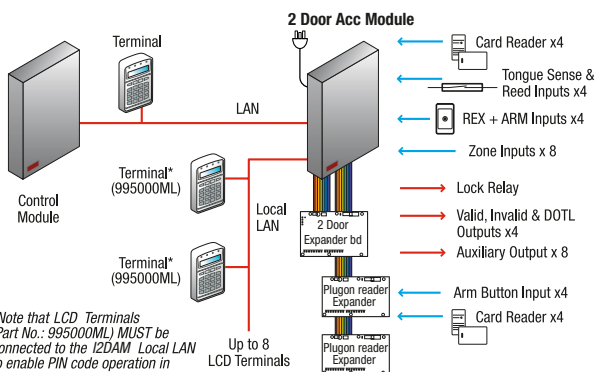 2 Door Acc Module
Terminal
Card Reader x4
LAN
Tongue Sense &
Reed Inputs x4
REX + ARM Inputs x4
Zone Inputs x 8
Control
Module
Terminal*
(995000ML)
Local
LAN
Lock Relay
2 Door
Expander bd
Valid, Invalid & DOTL
Outputs x4
Auxiliary Output x 8
Terminal*
(995000ML)
Plugon reader
Expander
Arm Button Input x4
Card Reader x4
Note that LCD Terminals
Part No.: 995000ML) MUST be
onnected to the I2DAM Local LAN
o enable PIN code operation in
Up to 8
LCD Terminals
Plugon reader
Expander